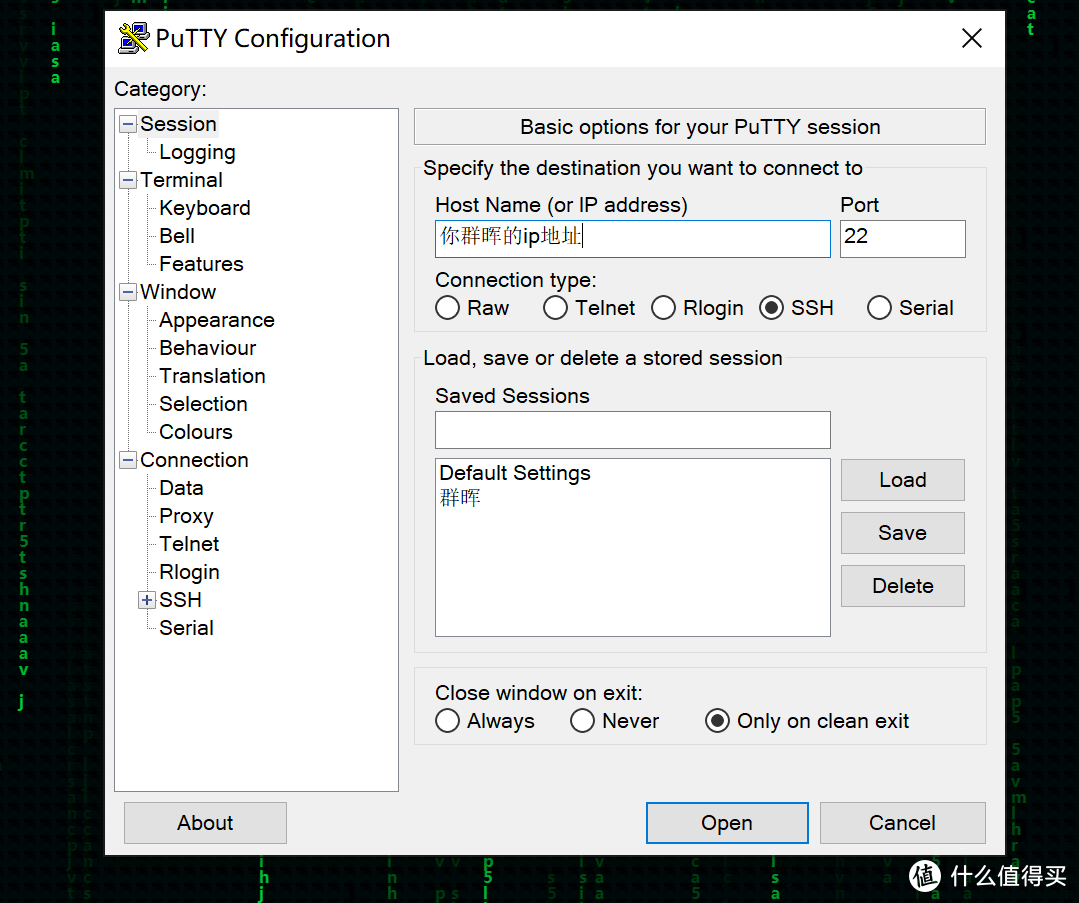 PuTTY Configuration
Category:
Session
Logging
Terminal
Keyboard
Bell
Features
Window
Appearance
Behaviour
Translation
Selection
Colours
Connection
Data
Proxy
Telnet
Rlogin
SSH
Serial
Basic options for your PuTTY session
Specify the destination you want to connect to
Host Name (or IP address) Port
你群晖的ip地址 22
Connection type:
Raw Telnet Rlogin SSH Serial
Load, save or delete a stored session
Saved Sessions
Default Settings
群晖
Load
Save
Delete
Close window on exit:
Always Never Only on clean exit
About Open Cancel
值 什么值得买